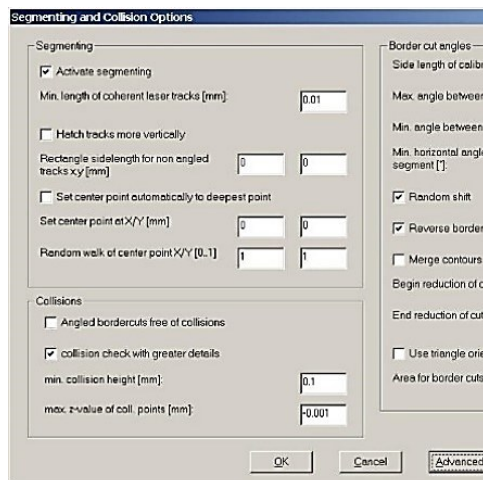 Segmenting and Collision Options
Segmenting
Activate segmenting
Min. length of coherent laser tracks [mm]:
0.01
Hatch tracks more vertically
Rectangle sidelength for non angled
tracks x,y [mm]
0 0
Set center point automatically to deepest point
Set center point at X/Y [mm]
0 0
Random walk of center point X/Y [0..1]
1 1
Collisions
Angled bordercuts free of collisions
collision check with greater details
min. collision height [mm]:
0.1
max. z-value of coll. points [mm]:
-0.001
Border cut angles
Side length of calibr
Max. angle between
Min. angle between
Min. horizontal angle
segment [°]:
Random shift
Reverse border
Merge contours
Begin reduction of c
End reduction of cut
Use triangle orie
Area for border cuts
OK Cancel Advanced